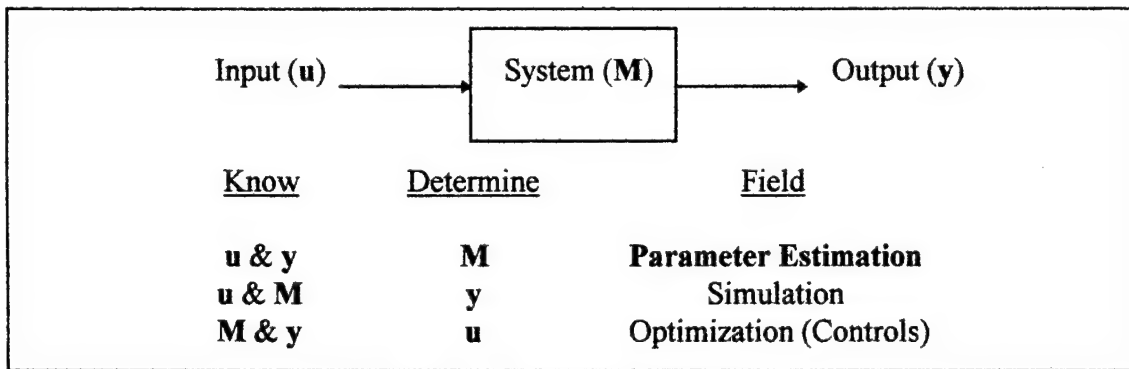 Input (u) System (M) Output (y)
Know Determine Field
u & y M Parameter Estimation
u & M y Simulation
M & y u Optimization (Controls)